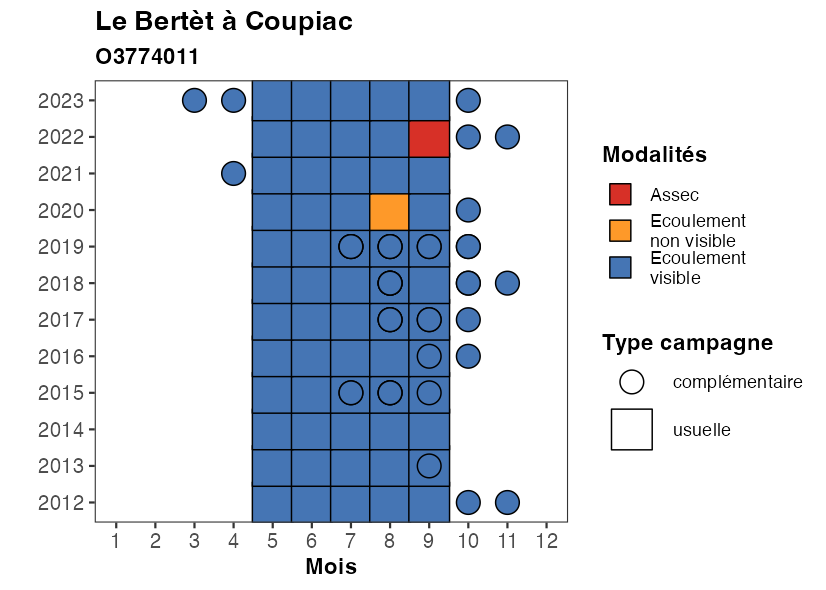 Le Bertèt à Coupiac
O3774011
2023
2022
2021
2020
2019
2018
2017
2016
2015
2014
2013
2012
1 2 3 4 5 6 7 8 9 10 11 12
Mois
Modalités
Assec
Ecoulement
non visible
Ecoulement
visible
Type campagne
complémentaire
usuelle